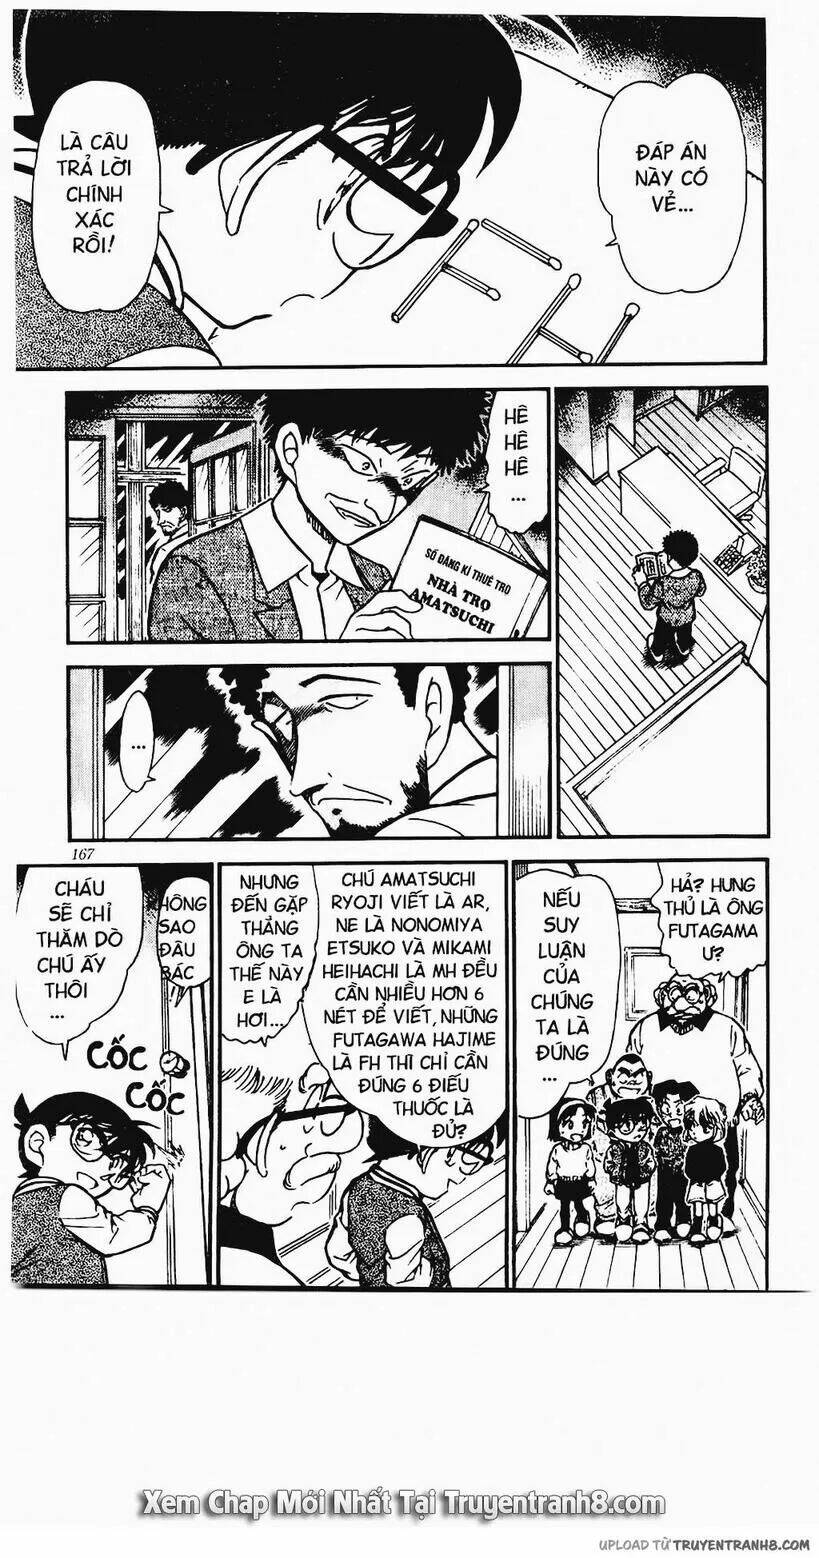 ĐÁP ÁN
NÀY CÓ
VẺ...
LÀ CÂU
TRẢ LỜI
CHÍNH
XÁC
RỒI!
HÊ
HÊ
HÊ
...
SỔ ĐĂNG KÍ THUÊ TRỌ
NHÀ TRỌ
AMATSUCHI
...
167
HẢ? HUNG
THỦ LÀ ÔNG
FUTAGAMA
Ư?
NẾU
SUY
LUẬN
CỦA
CHÚNG
TA LÀ
ĐÚNG
...
CHÚ AMATSUCHI
RYOJI VIẾT LÀ AR,
NE LÀ NONOMIYA
ETSUKO VÀ MIKAMI
HEIHACHI LÀ MH ĐỀU
CẦN NHIỀU HƠN 6
NÉT ĐỂ VIẾT, NHỮNG
FUTAGAWA HAJIME
LÀ FH THÌ CHỈ CẦN
ĐÚNG 6 ĐIẾU
THUỐC LÀ
ĐỦ?
NHƯNG
ĐẾN GẶP
THẲNG
ÔNG TA
THẾ NÀY
E LÀ
HƠI...
HÔNG
SAO
ĐÂU
BÁC
!
CHÁU
SẼ CHỈ
THĂM DÒ
CHÚ ẤY
THÔI
...
CỐC
CỐC
Xem Chap Mới Nhất Tại Truyentranh8.com
UPLOAD TỪ TRUYENTRANH8.COM